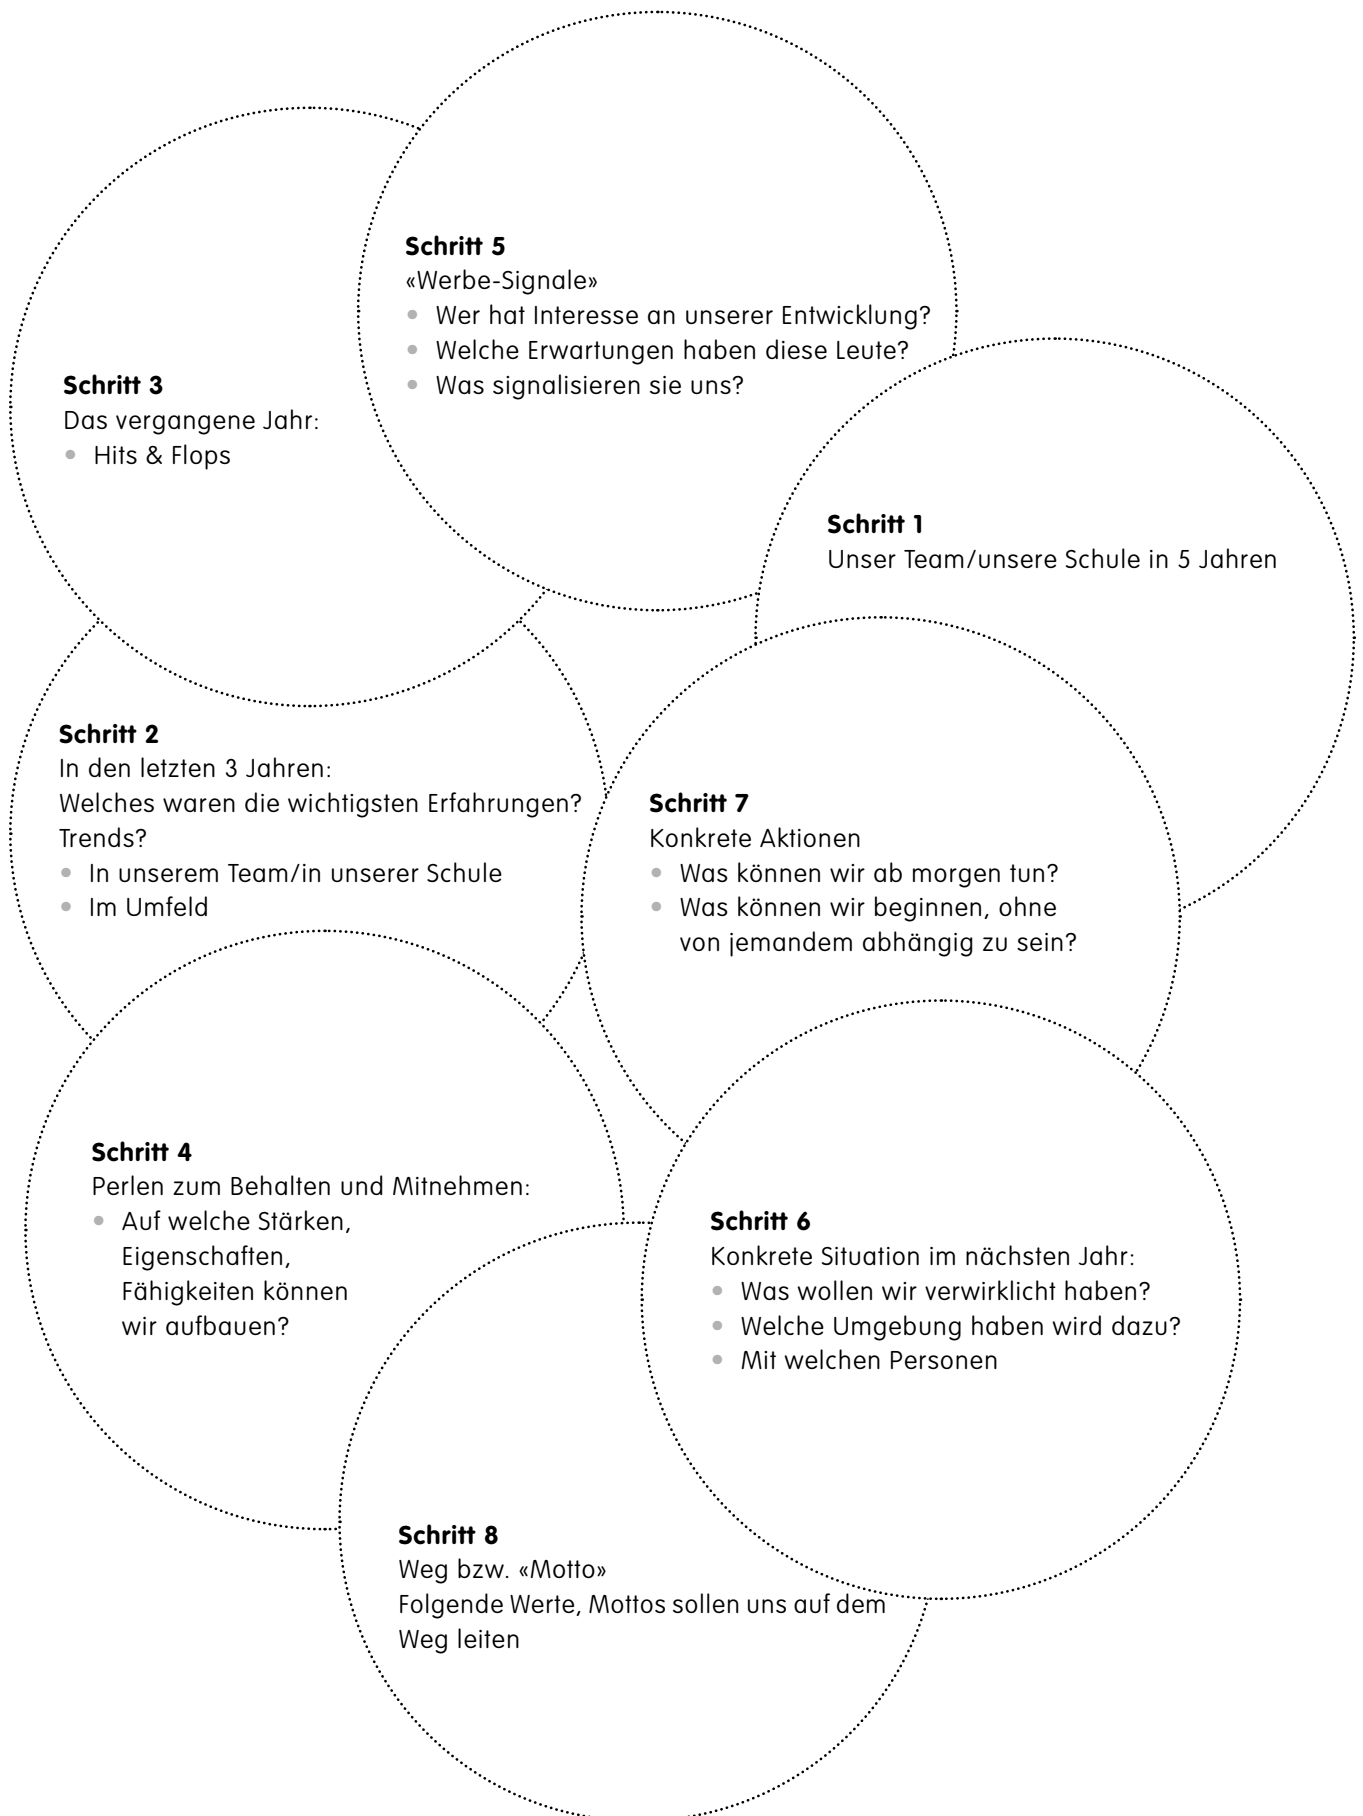 Schritt 5
«Werbe-Signale»
• Wer hat Interesse an unserer Entwicklung?
• Welche Erwartungen haben diese Leute?
• Was signalisieren sie uns?
Schritt 3
Das vergangene Jahr:
• Hits & Flops
Schritt 1
Unser Team/unsere Schule in 5 Jahren
Schritt 2
In den letzten 3 Jahren:
Welches waren die wichtigsten Erfahrungen?
Trends?
• In unserem Team/in unserer Schule
• Im Umfeld
Schritt 7
Konkrete Aktionen
• Was können wir ab morgen tun?
• Was können wir beginnen, ohne
von jemandem abhängig zu sein?
Schritt 4
Perlen zum Behalten und Mitnehmen:
• Auf welche Stärken,
Eigenschaften,
Fähigkeiten können
wir aufbauen?
Schritt 6
Konkrete Situation im nächsten Jahr:
• Was wollen wir verwirklicht haben?
• Welche Umgebung haben wird dazu?
• Mit welchen Personen
Schritt 8
Weg bzw. «Motto»
Folgende Werte, Mottos sollen uns auf dem
Weg leiten